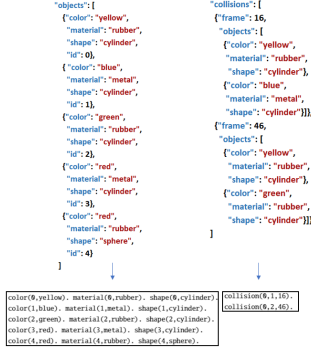 "objects": [
{"color": "yellow",
"material": "rubber",
"shape": "cylinder",
"id": 0},
{ "color": "blue",
"material": "metal",
"shape": "cylinder",
"id": 1},
{"color": "green",
"material": "rubber",
"shape": "cylinder",
"id": 2},
{"color": "red",
"material": "metal",
"shape": "cylinder",
"id": 3},
{"color": "red",
"material": "rubber",
"shape": "sphere",
"id": 4}
]
"collisions": [
{"frame": 16,
"objects": [
{"color": "yellow",
"material": "rubber",
"shape": "cylinder"},
{"color": "blue",
"material": "metal",
"shape": "cylinder"}]},
{"frame": 46,
"objects": [
{"color": "yellow",
"material": "rubber",
"shape": "cylinder"},
{"color": "green",
"material": "rubber",
"shape": "cylinder"}]}
]
color(0,yellow). material(0,rubber). shape(0,cylinder).
color(1,blue). material(1,metal). shape(1,cylinder).
color(2,green). material(2,rubber). shape(2,cylinder).
color(3,red). material(3,metal). shape(3,cylinder).
color(4,red). material(4,rubber). shape(4,sphere).
collision(0,1,16).
collision(0,2,46).